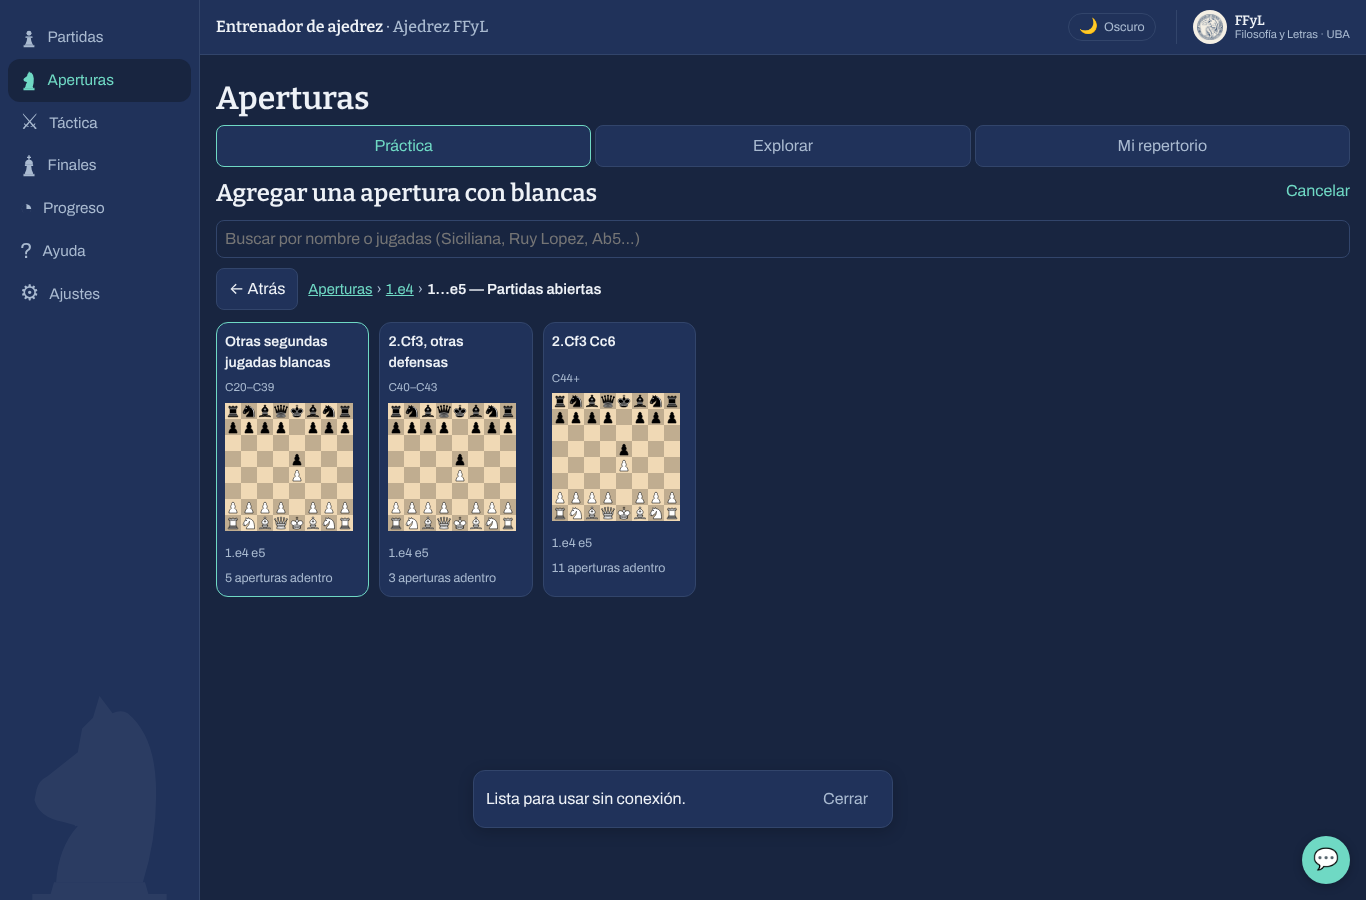 Partidas
Aperturas
Táctica
Finales
Progreso
Ayuda
Ajustes
Entrenador de ajedrez · Ajedrez FFyL
Oscuro
FFyL
Filosofía y Letras · UBA
Aperturas
Práctica
Explorar
Mi repertorio
Agregar una apertura con blancas
Cancelar
Buscar por nombre o jugadas (Siciliana, Ruy Lopez, Ab5…)
← Atrás
Aperturas › 1.e4 › 1…e5 — Partidas abiertas
Otras segundas
jugadas blancas
C20–C39
1.e4 e5
5 aperturas adentro
2.Cf3, otras
defensas
C40–C43
1.e4 e5
3 aperturas adentro
2.Cf3 Cc6
C44+
1.e4 e5
11 aperturas adentro
Lista para usar sin conexión.
Cerrar